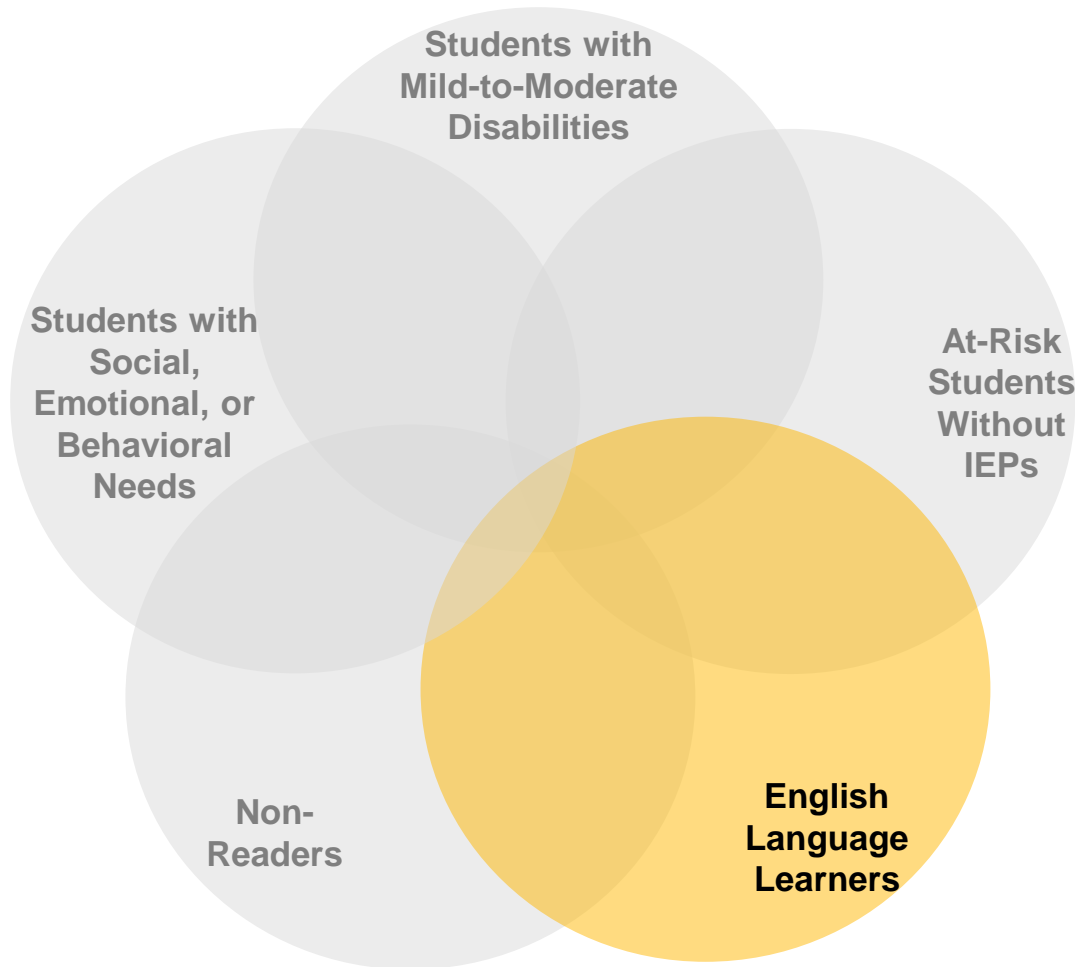 Students with
Mild-to-Moderate
Disabilities
Students with
Social,
Emotional, or
Behavioral
Needs
At-Risk
Students
Without
IEPs
Non-
Readers
English
Language
Learners